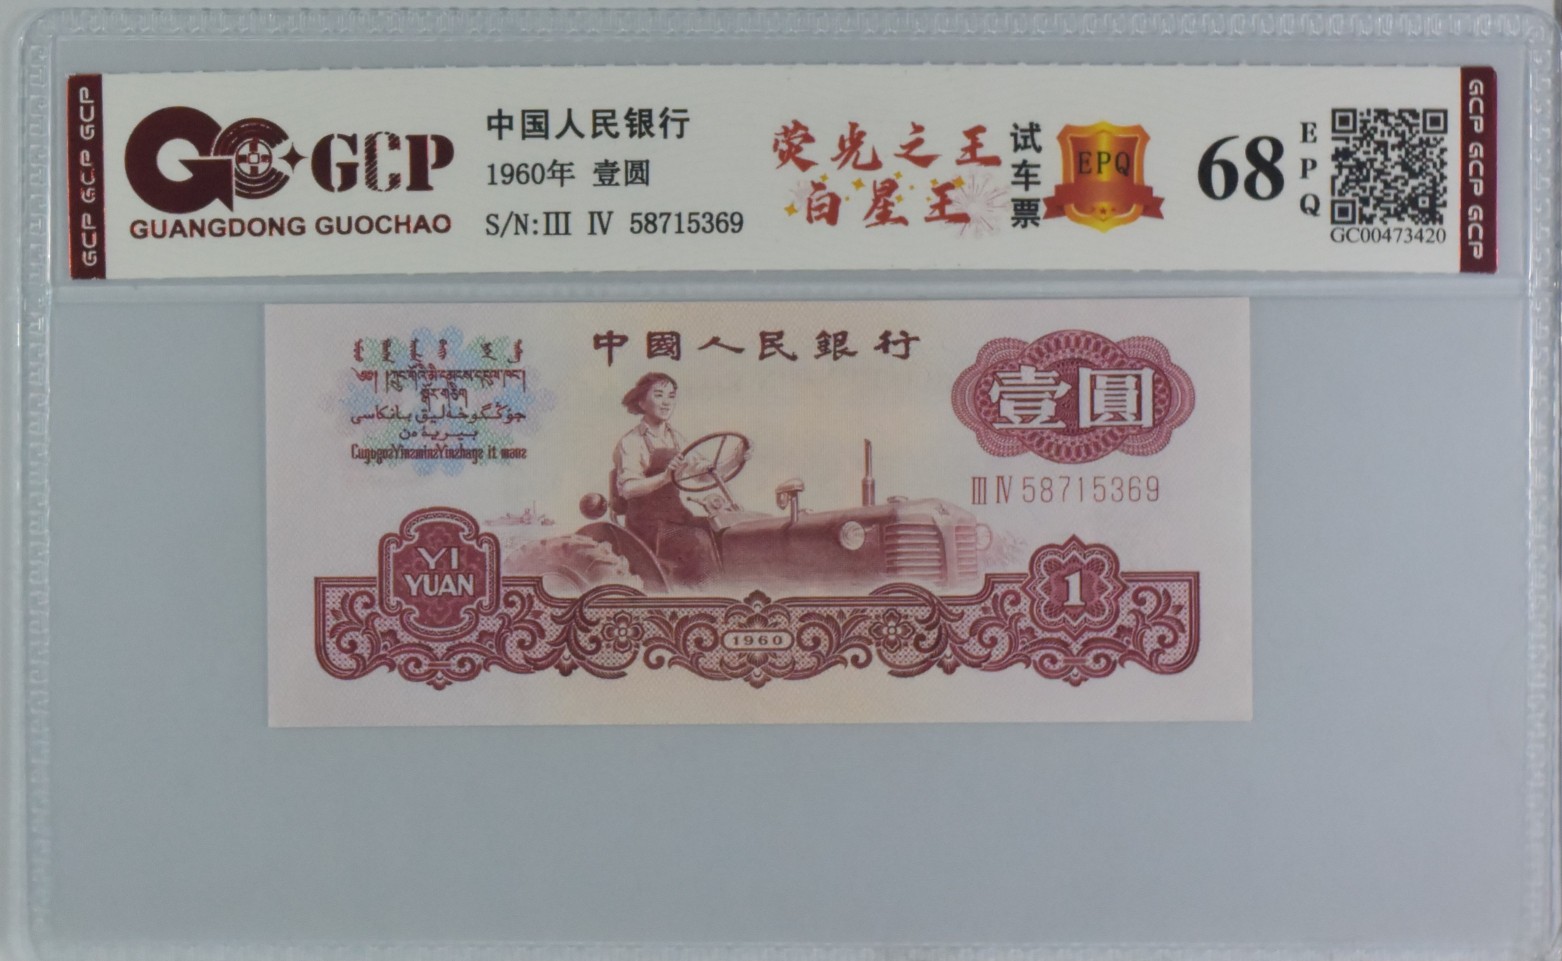 GCP GCP GCP
GCP
GUANGDONG GUOCHAO
中国人民银行
1960年 壹圆
S/N:III IV 58715369
荧光之王
白星王
试车票
EPQ
68
EPQ
GC00473420
GCP GCP GCP
中國人民銀行
壹圓
III IV 58715369
YI
YUAN
1960
1